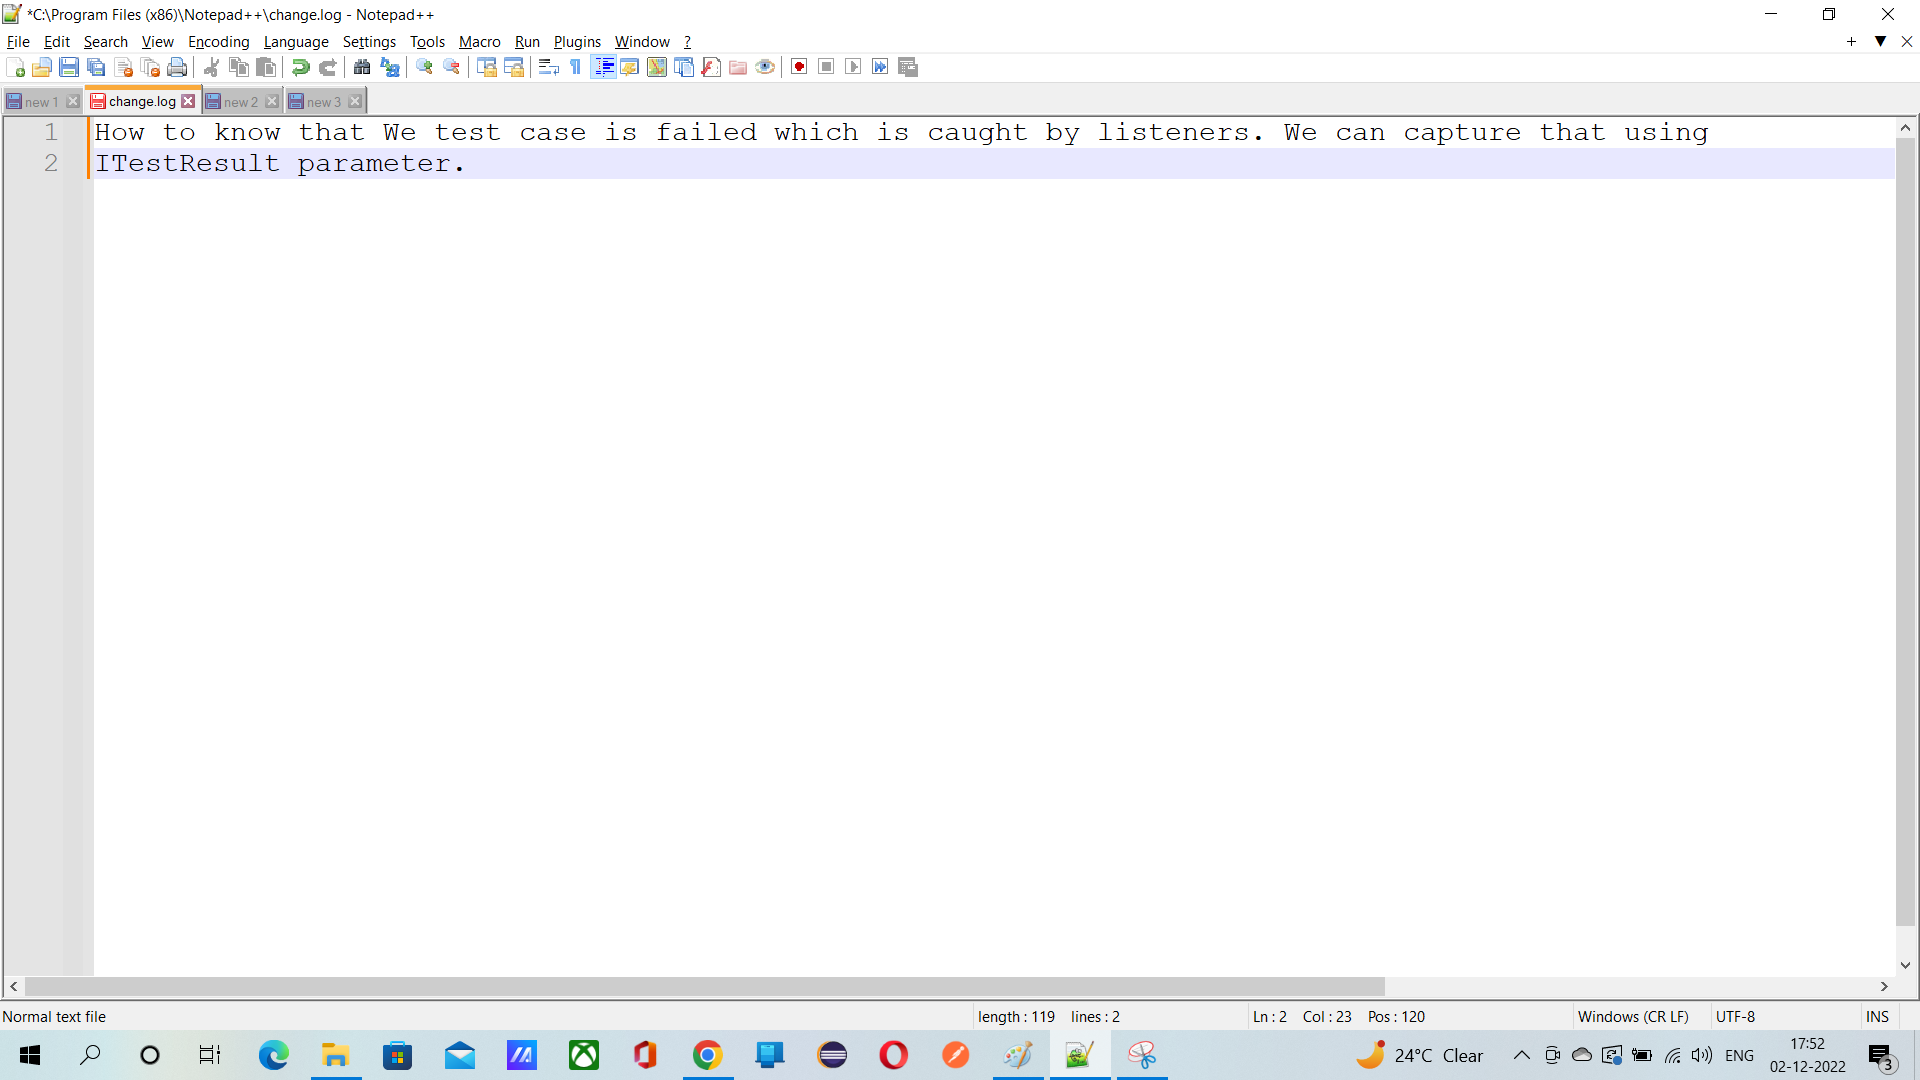 *C:\Program Files (x86)\Notepad++\change.log - Notepad++
File Edit Search View Encoding Language Settings Tools Macro Run Plugins Window ?
new 1 change.log new 2 new 3
1 How to know that We test case is failed which is caught by listeners. We can capture that using
2 ITestResult parameter.
Normal text file length : 119 lines : 2 Ln : 2 Col : 23 Pos : 120 Windows (CR LF) UTF-8 INS
24°C Clear ENG 17:52
02-12-2022 3